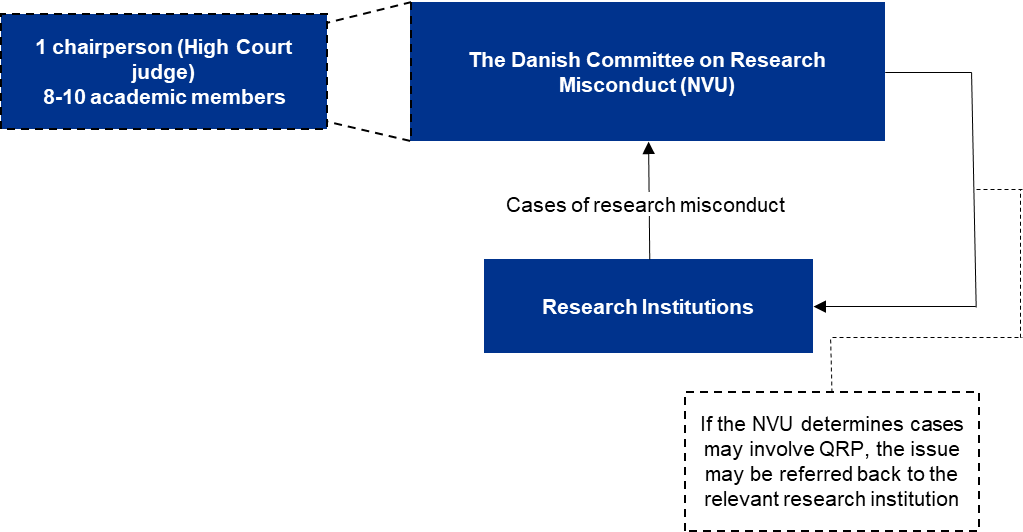 1 chairperson (High Court
judge)
8-10 academic members
The Danish Committee on Research
Misconduct (NVU)
Cases of research misconduct
Research Institutions
If the NVU determines cases
may involve QRP, the issue
may be referred back to the
relevant research institution